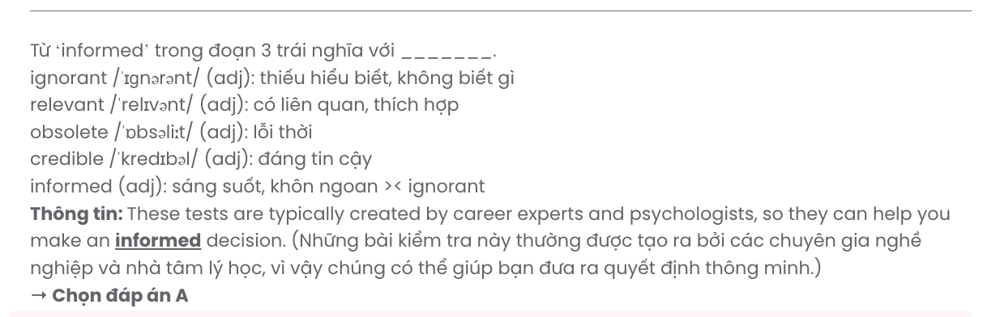 Từ ‘informed’ trong đoạn 3 trái nghĩa với _______.
ignorant /ˈɪɡnərənt/ (adj): thiếu hiểu biết, không biết gì
relevant /ˈrelɪvənt/ (adj): có liên quan, thích hợp
obsolete /ˈɒbsəliːt/ (adj): lỗi thời
credible /ˈkredɪbəl/ (adj): đáng tin cậy
informed (adj): sáng suốt, khôn ngoan >< ignorant
Thông tin: These tests are typically created by career experts and psychologists, so they can help you
make an informed decision. (Những bài kiểm tra này thường được tạo ra bởi các chuyên gia nghề
nghiệp và nhà tâm lý học, vì vậy chúng có thể giúp bạn đưa ra quyết định thông minh.)
→ Chọn đáp án A